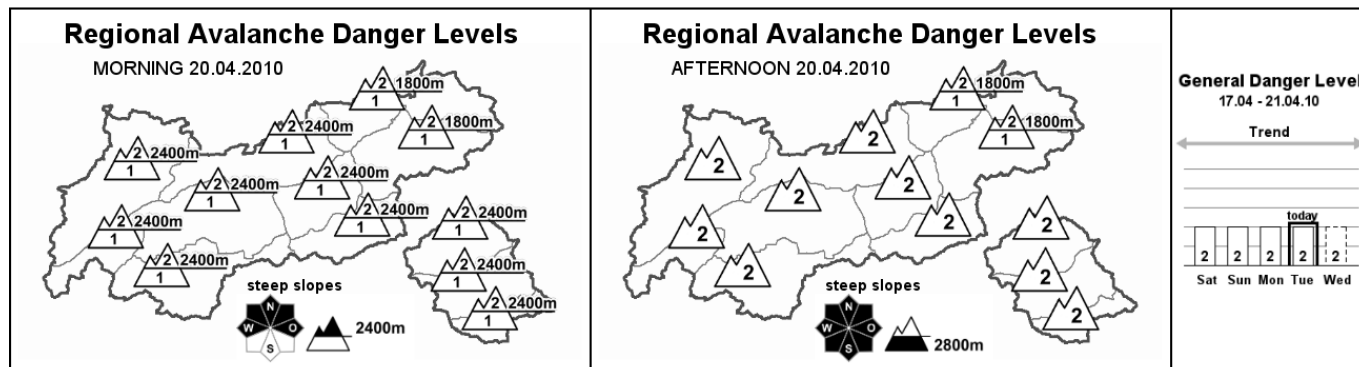 Regional Avalanche Danger Levels
MORNING 20.04.2010
2 1800m
1
2 2400m
1
2 1800m
1
2 2400m
1
2 2400m
1
2 2400m
1
2 2400m
1
2 2400m
1
2 2400m
1
2 2400m
1
2 2400m
1
2 2400m
1
steep slopes
N
W O
S
2400m
Regional Avalanche Danger Levels
AFTERNOON 20.04.2010
2 1800m
1
2
2 1800m
1
2
2
2
2
2
2
2
2
2
steep slopes
N
W O
S
2800m
General Danger Level
17.04 - 21.04.10
Trend
today
2 2 2 2 2
Sat Sun Mon Tue Wed